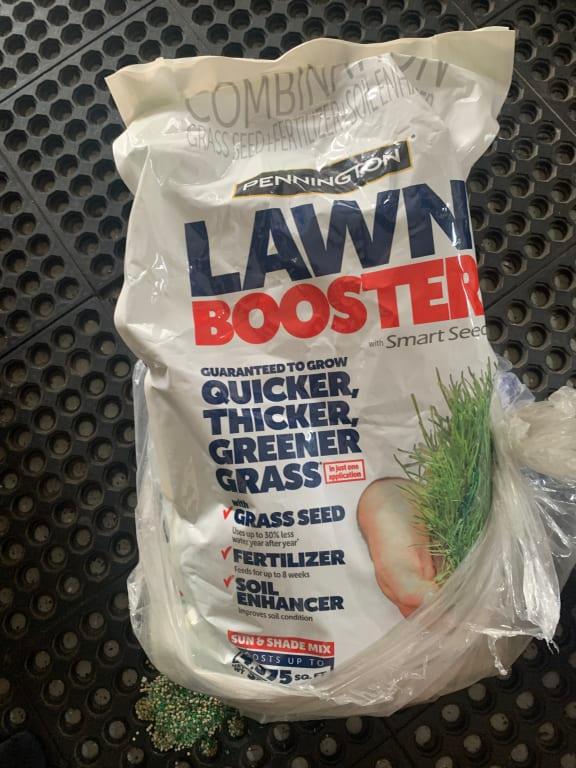 COMBINATION
GRASS SEED+FERTILIZER+SOIL ENHANCER
PENNINGTON®
LAWN
BOOSTER
with Smart Seed
GUARANTEED TO GROW
QUICKER,
THICKER,
GREENER
GRASS*
in just one
application
with
✓GRASS SEED
Uses up to 30% less
water year after year*
✓FERTILIZER
Feeds for up to 8 weeks
✓SOIL
ENHANCER
Improves soil condition
SUN & SHADE MIX
UP TO
SQ. FT.